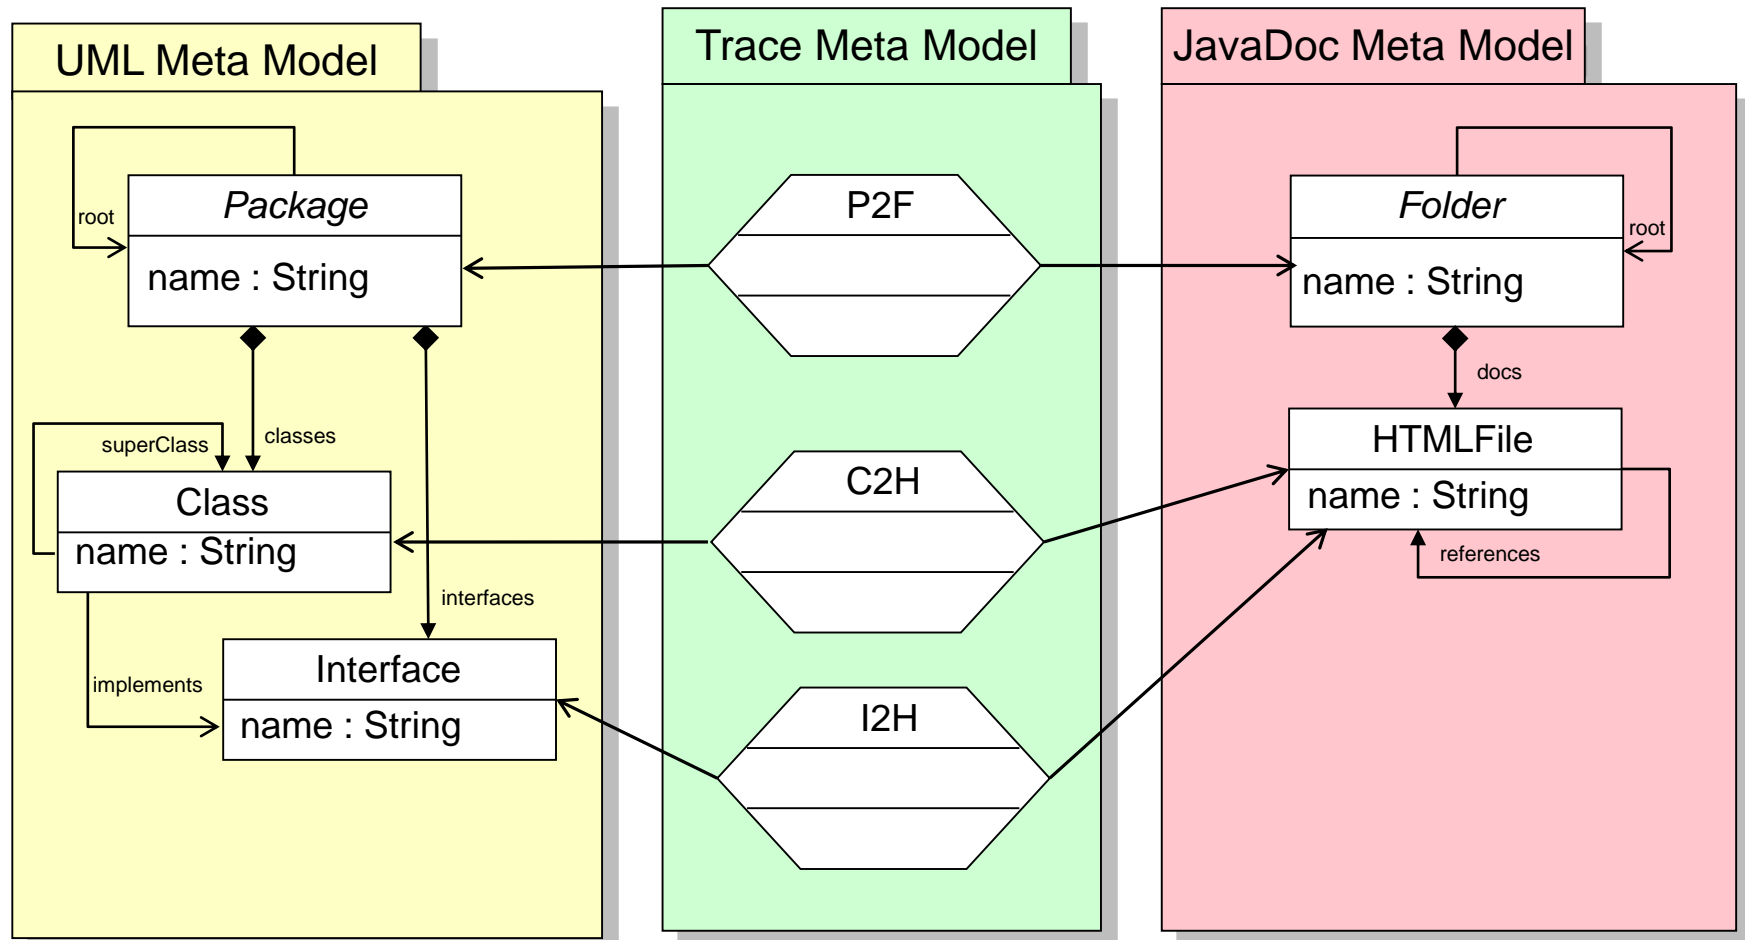 UML Meta Model
root
Package
name : String
superClass
classes
Class
name : String
interfaces
implements
Interface
name : String
Trace Meta Model
P2F
C2H
I2H
JavaDoc Meta Model
Folder
root
name : String
docs
HTMLFile
name : String
references